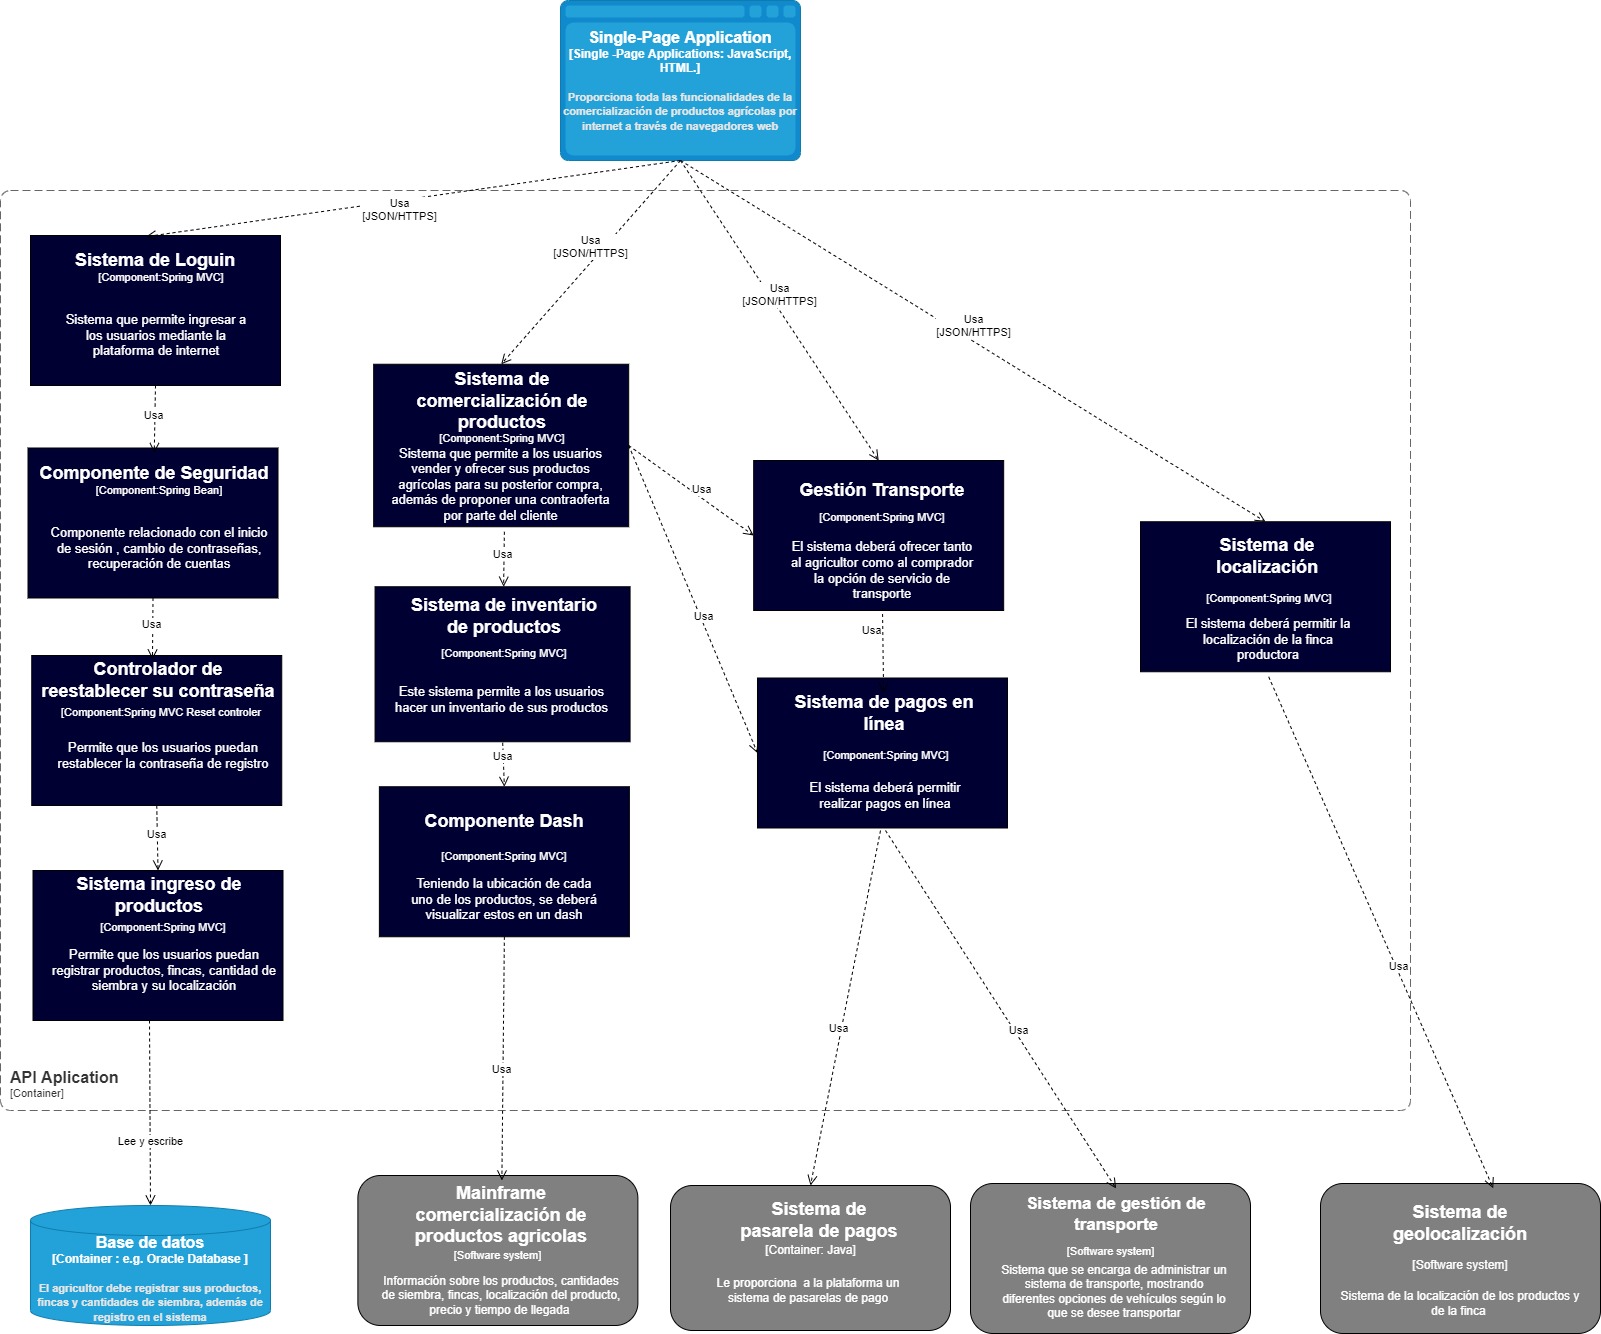 Single-Page Application
[Single -Page Applications: JavaScript,
HTML.]
Proporciona toda las funcionalidades de la
comercialización de productos agrícolas por
internet a través de navegadores web
Usa
[JSON/HTTPS]
Usa
[JSON/HTTPS]
Usa
[JSON/HTTPS]
Usa
[JSON/HTTPS]
Sistema de Loguin
[Component:Spring MVC]
Sistema que permite ingresar a
los usuarios mediante la
plataforma de internet
Usa
Componente de Seguridad
[Component:Spring Bean]
Componente relacionado con el inicio
de sesión , cambio de contraseñas,
recuperación de cuentas
Usa
Controlador de
reestablecer su contraseña
[Component:Spring MVC Reset controler
Permite que los usuarios puedan
restablecer la contraseña de registro
Usa
Sistema ingreso de
productos
[Component:Spring MVC]
Permite que los usuarios puedan
registrar productos, fincas, cantidad de
siembra y su localización
Sistema de
comercialización de
productos
[Component:Spring MVC]
Sistema que permite a los usuarios
vender y ofrecer sus productos
agrícolas para su posterior compra,
además de proponer una contraoferta
por parte del cliente
Usa
Usa
Usa
Sistema de inventario
de productos
[Component:Spring MVC]
Este sistema permite a los usuarios
hacer un inventario de sus productos
Usa
Componente Dash
[Component:Spring MVC]
Teniendo la ubicación de cada
uno de los productos, se deberá
visualizar estos en un dash
Usa
Gestión Transporte
[Component:Spring MVC]
El sistema deberá ofrecer tanto
al agricultor como al comprador
la opción de servicio de
transporte
Usa
Sistema de pagos en
línea
[Component:Spring MVC]
El sistema deberá permitir
realizar pagos en línea
Usa
Usa
Sistema de
localización
[Component:Spring MVC]
El sistema deberá permitir la
localización de la finca
productora
Usa
API Aplication
[Container]
Lee y escribe
Base de datos
[Container : e.g. Oracle Database ]
El agricultor debe registrar sus productos,
fincas y cantidades de siembra, además de
registro en el sistema
Mainframe
comercialización de
productos agricolas
[Software system]
Información sobre los productos, cantidades
de siembra, fincas, localización del producto,
precio y tiempo de llegada
Sistema de
pasarela de pagos
[Container: Java]
Le proporciona  a la plataforma un
sistema de pasarelas de pago
Sistema de gestión de
transporte
[Software system]
Sistema que se encarga de administrar un
sistema de transporte, mostrando
diferentes opciones de vehículos según lo
que se desee transportar
Sistema de
geolocalización
[Software system]
Sistema de la localización de los productos y
de la finca